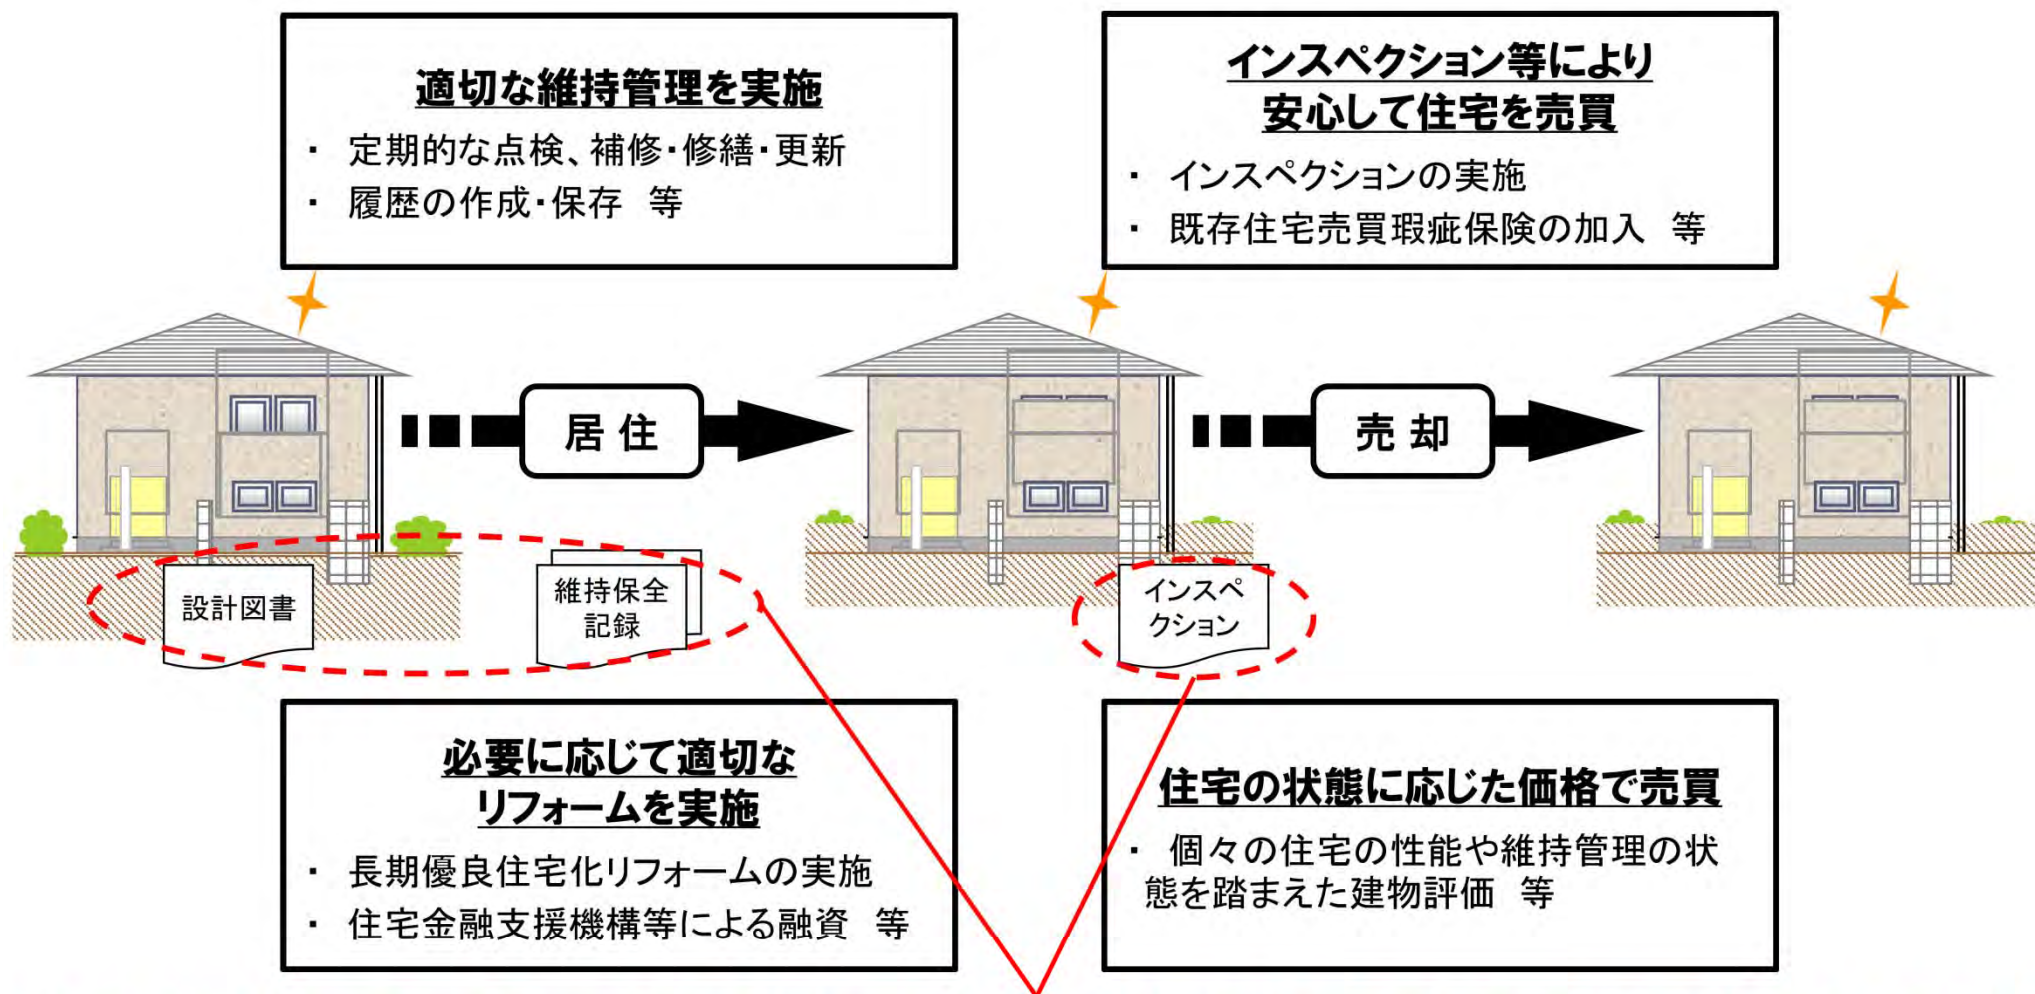 適切な維持管理を実施
・ 定期的な点検、補修・修繕・更新
・ 履歴の作成・保存 等
インスペクション等により
安心して住宅を売買
・ インスペクションの実施
・ 既存住宅売買瑕疵保険の加入 等
居 住
売 却
設計図書
維持保全
記録
インスペ
クション
必要に応じて適切な
リフォームを実施
・ 長期優良住宅化リフォームの実施
・ 住宅金融支援機構等による融資 等
住宅の状態に応じた価格で売買
・ 個々の住宅の性能や維持管理の状
態を踏まえた建物評価 等